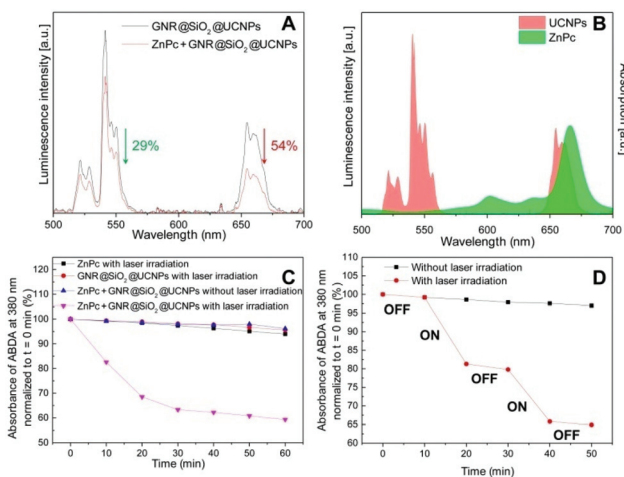 A
GNR@SiO₂@UCNPs
ZnPc+GNR@SiO₂@UCNPs
29%
54%
Luminescence intensity [a.u.]
500 550 600 650 700
Wavelength (nm)
B
UCNPs
ZnPc
Luminescence intensity [a.u.]
Absorption [a.u.]
500 550 600 650 700
Wavelength (nm)
C
ZnPc with laser irradiation
GNR@SiO₂@UCNPs with laser irradiation
ZnPc + GNR@SiO₂@UCNPs without laser irradiation
ZnPc + GNR@SiO₂@UCNPs with laser irradiation
Absorbance of ABDA at 380 nm
normalized to t = 0 min (%)
120
110
100
90
80
70
60
50
0 10 20 30 40 50 60
Time (min)
D
Without laser irradiation
With laser irradiation
OFF
ON
OFF
ON
OFF
Absorbance of ABDA at 380 nm
normalized to t = 0 min (%)
110
105
100
95
90
85
80
75
70
65
60
0 10 20 30 40 50
Time (min)